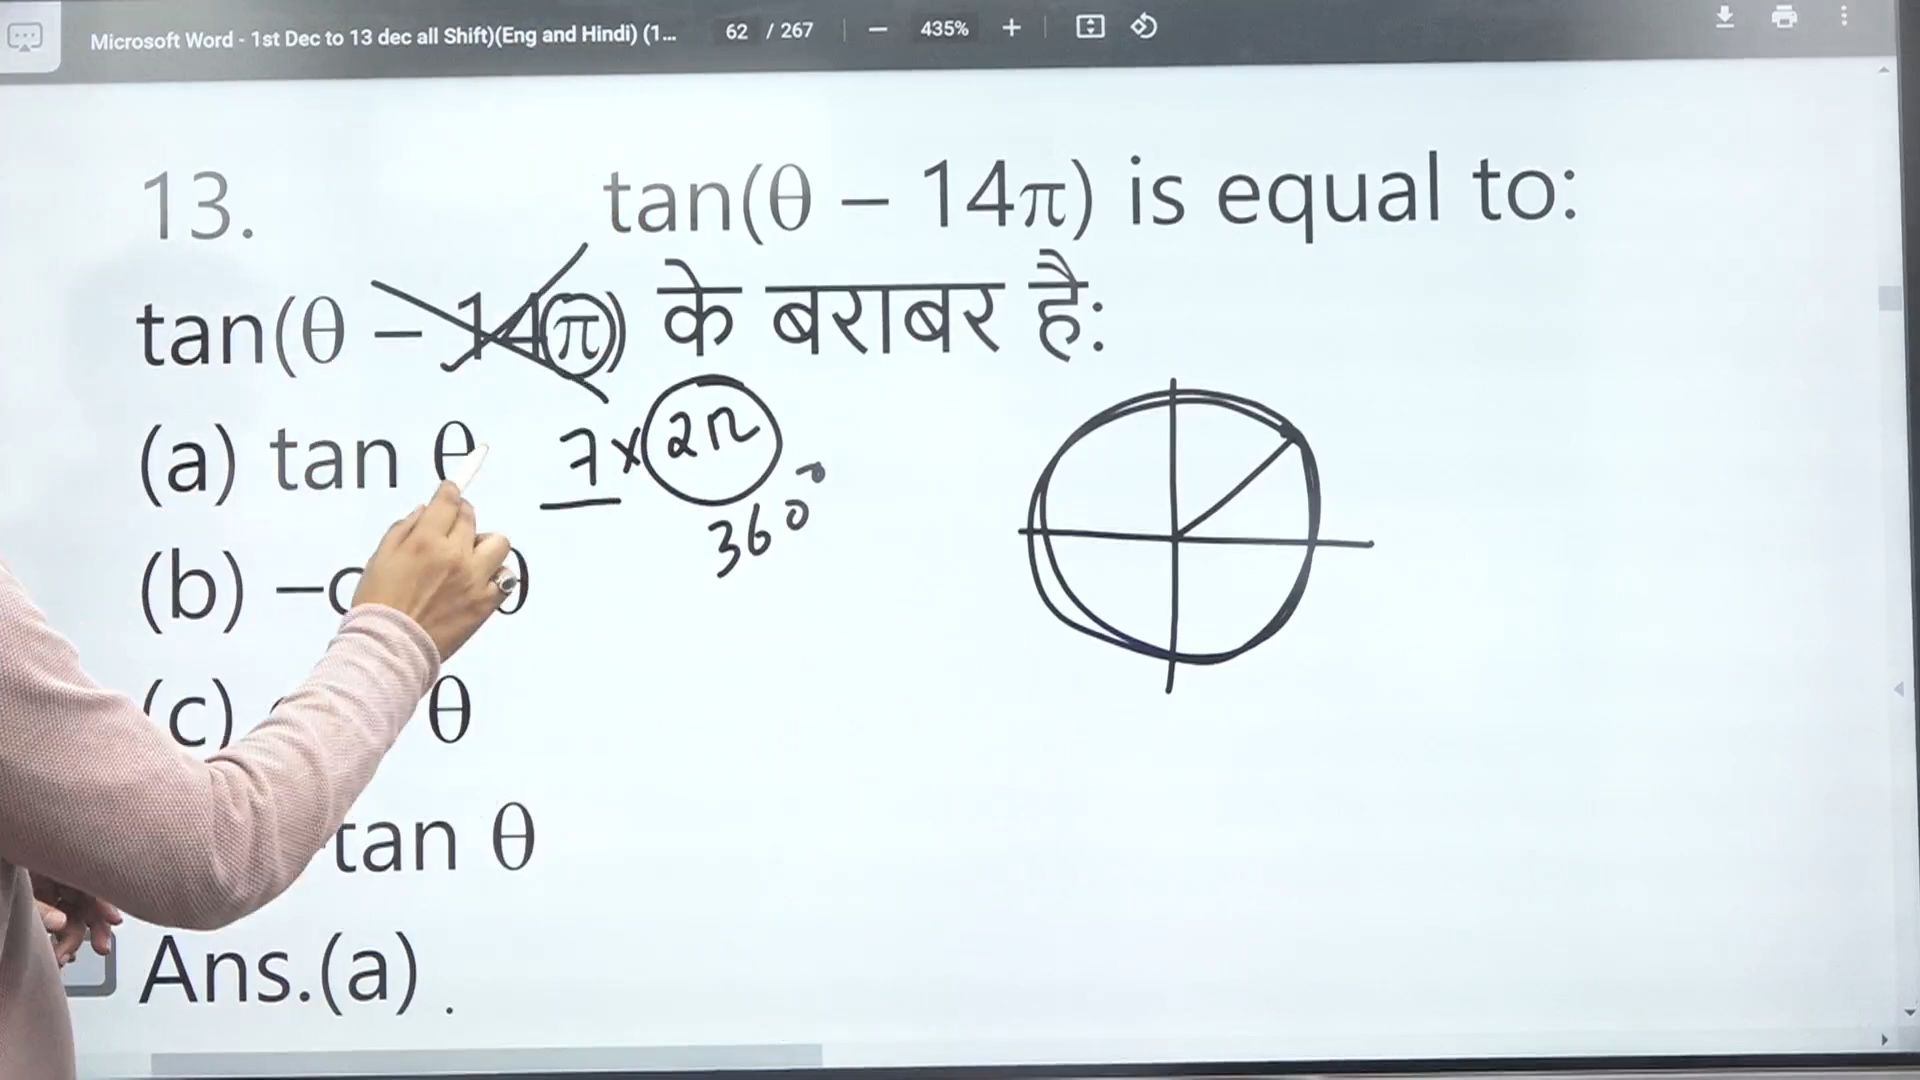 Microsoft Word - 1st Dec to 13 dec all Shift)(Eng and Hindi) (1... 62 / 267 − 435% +
13. tan(θ – 14π) is equal to:
tan(θ – 14π) के बराबर है:
(a) tan θ
7×2π
360°
(b) –
(c) θ
tan θ
Ans.(a) .